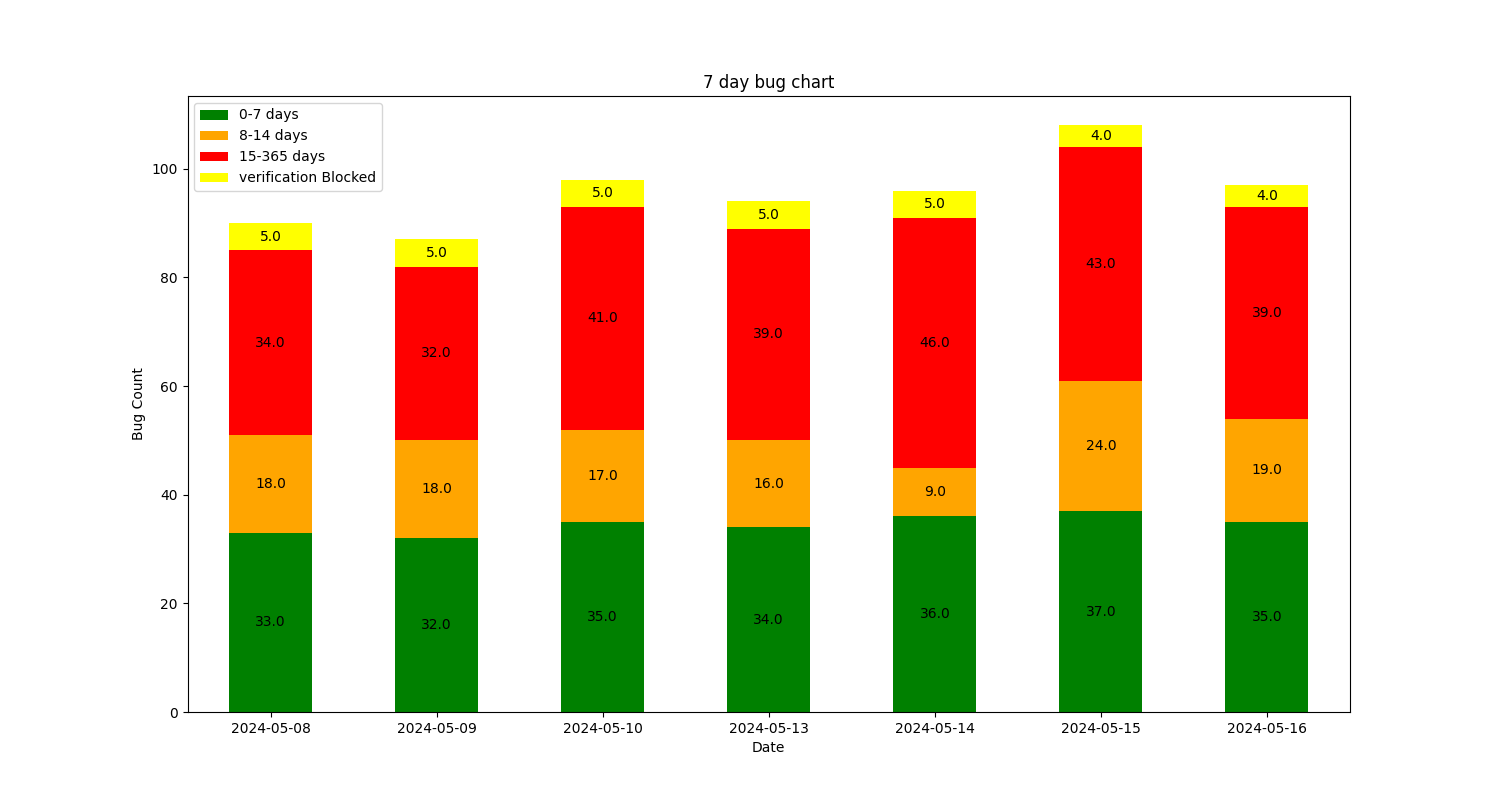 7 day bug chart
0-7 days
8-14 days
15-365 days
verification Blocked
Bug Count
100
80
60
40
20
0
5.0 5.0 5.0 5.0 5.0 4.0 4.0
34.0 32.0 41.0 39.0 46.0 43.0 39.0
18.0 18.0 17.0 16.0 9.0 24.0 19.0
33.0 32.0 35.0 34.0 36.0 37.0 35.0
2024-05-08 2024-05-09 2024-05-10 2024-05-13 2024-05-14 2024-05-15 2024-05-16
Date